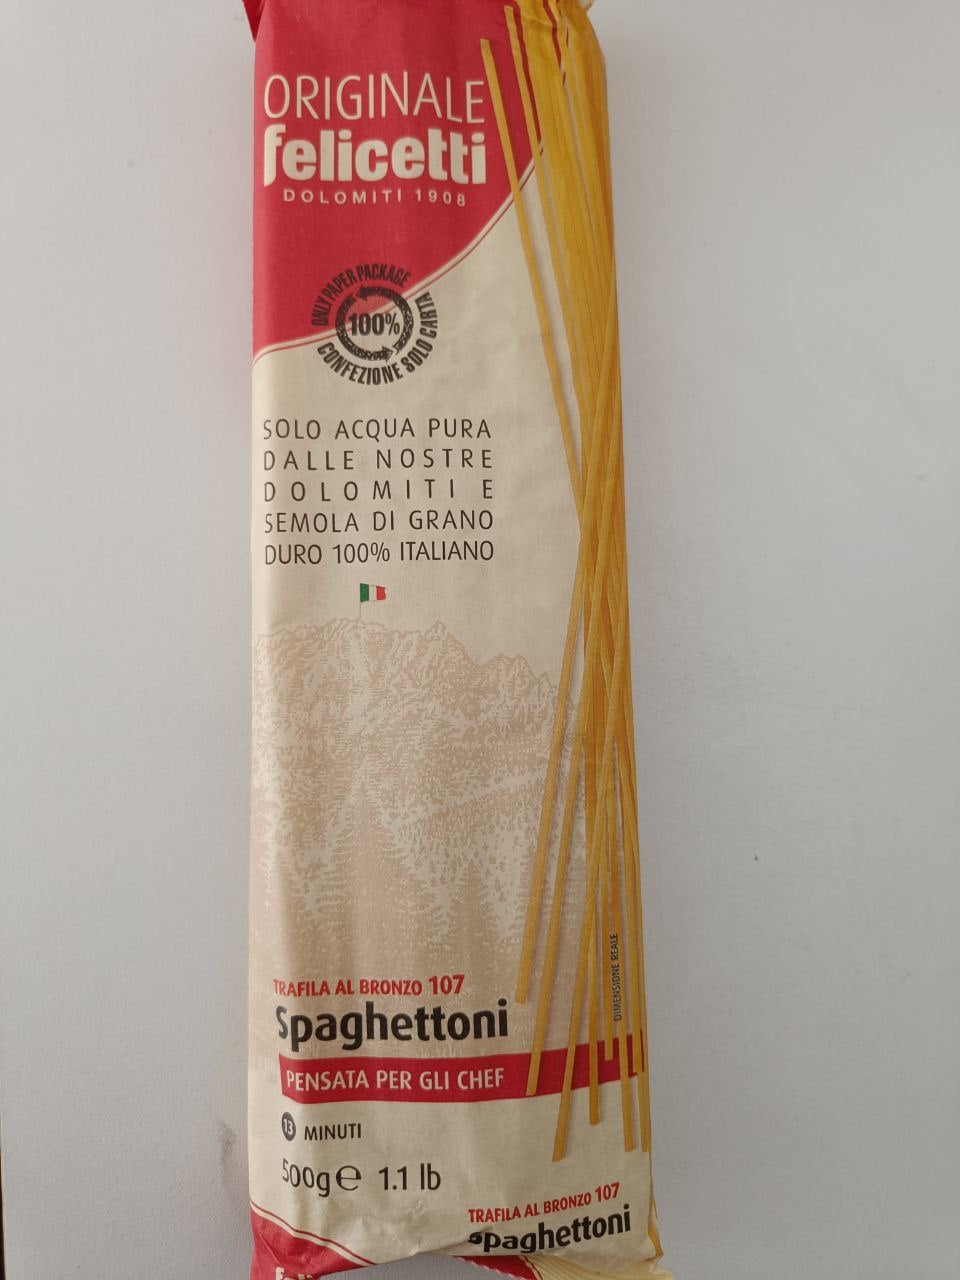 ORIGINALE
felicetti
DOLOMITI 1908
ONLY PAPER PACKAGE
100%
CONFEZIONE SOLO CARTA
SOLO ACQUA PURA
DALLE NOSTRE
DOLOMITI E
SEMOLA DI GRANO
DURO 100% ITALIANO
DIMENSIONE REALE
TRAFILA AL BRONZO 107
Spaghettoni
PENSATA PER GLI CHEF
13 MINUTI
500g℮ 1.1 lb
TRAFILA AL BRONZO 107
spaghettoni